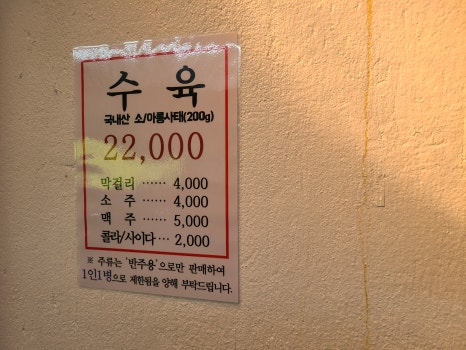 수 육
국내산 소/아롱사태(200g)
22,000
막걸리 ...... 4,000
소 주 ...... 4,000
맥 주 ...... 5,000
콜라/사이다 ... 2,000
※ 주류는 '반주용'으로만 판매하여
1인1병으로 제한됨을 양해 부탁드립니다.